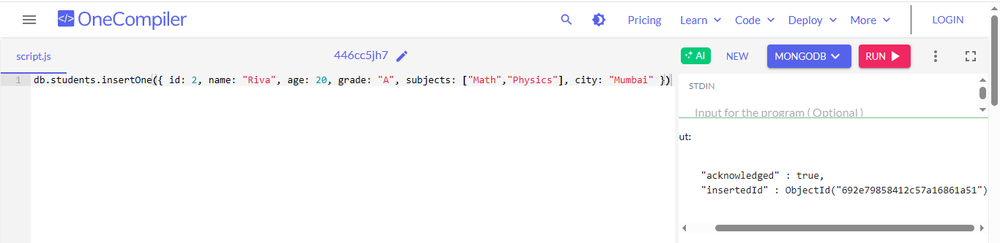 </> OneCompiler
Pricing Learn Code Deploy More LOGIN
script.js
446cc5jh7
AI NEW MONGODB RUN
1 db.students.insertOne({ id: 2, name: "Riva", age: 20, grade: "A", subjects: ["Math","Physics"], city: "Mumbai" })
STDIN
Input for the program ( Optional )
ut:
"acknowledged" : true,
"insertedId" : ObjectId("692e79858412c57a16861a51")